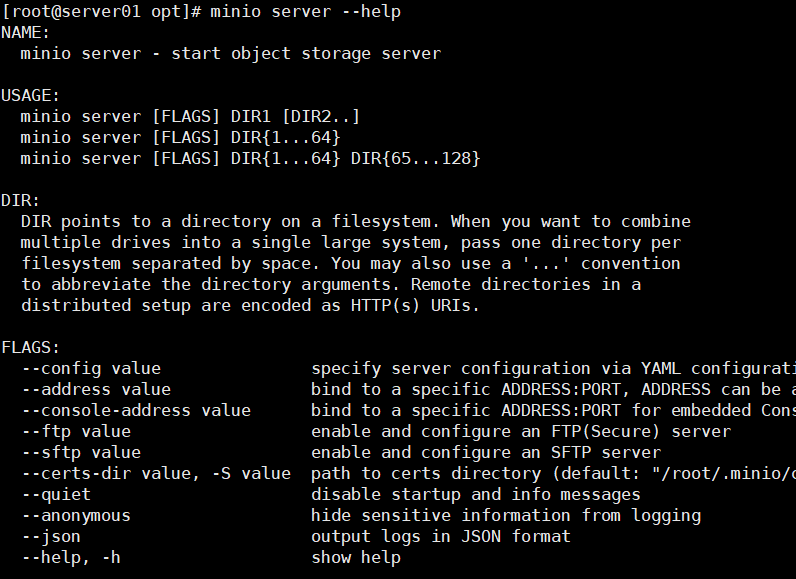 [root@server01 opt]# minio server --help
NAME:
  minio server - start object storage server

USAGE:
  minio server [FLAGS] DIR1 [DIR2..]
  minio server [FLAGS] DIR{1...64}
  minio server [FLAGS] DIR{1...64} DIR{65...128}

DIR:
  DIR points to a directory on a filesystem. When you want to combine
  multiple drives into a single large system, pass one directory per
  filesystem separated by space. You may also use a '...' convention
  to abbreviate the directory arguments. Remote directories in a
  distributed setup are encoded as HTTP(s) URIs.

FLAGS:
  --config value               specify server configuration via YAML configurati
  --address value              bind to a specific ADDRESS:PORT, ADDRESS can be a
  --console-address value      bind to a specific ADDRESS:PORT for embedded Cons
  --ftp value                  enable and configure an FTP(Secure) server
  --sftp value                 enable and configure an SFTP server
  --certs-dir value, -S value  path to certs directory (default: "/root/.minio/c
  --quiet                      disable startup and info messages
  --anonymous                  hide sensitive information from logging
  --json                       output logs in JSON format
  --help, -h                   show help